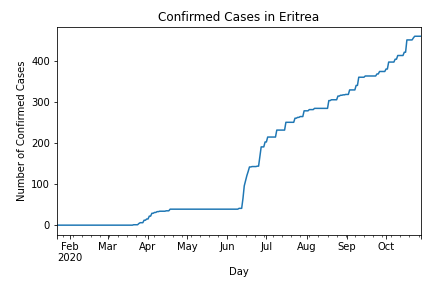 Confirmed Cases in Eritrea
Number of Confirmed Cases
400
300
200
100
0
Feb Mar Apr May Jun Jul Aug Sep Oct
2020
Day